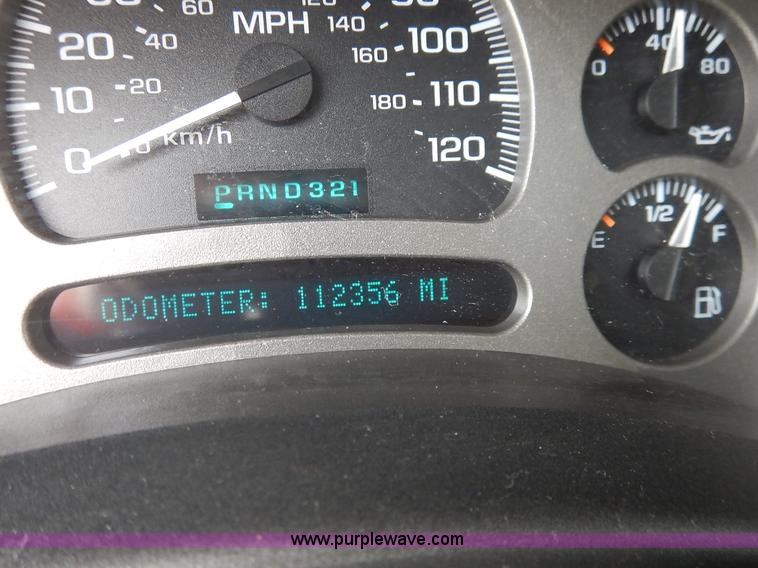 60
MPH 140
120
20 40 160 100
10 20 180 110
0 km/h 120
PRND321
ODOMETER: 112356 MI
0 40 80
E 1/2 F
www.purplewave.com